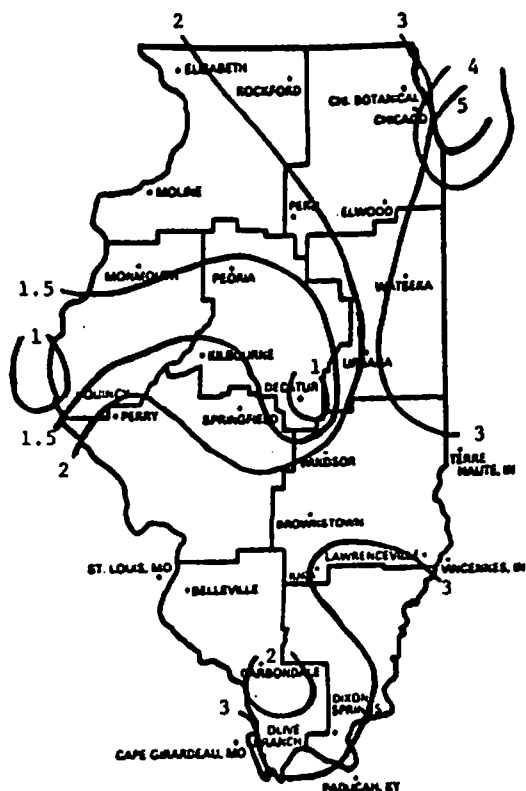 2
3
ELIZABETH
ROCKFORD
4
CHI. BOTANICAL
5
CHICAGO
MOLINE
PERU
ELWOOD
MONMOUTH
PEORIA
WATSEKA
1.5
1
KILBOURNE
1
URBANA
DECATUR
QUINCY
PERRY
SPRINGFIELD
1.5
2
3
WINDSOR
TERRE
HAUTE, IN
BROWNSTOWN
LAWRENCEVILLE
VINCENNES, IN
ST. LOUIS, MO
3
BELLEVILLE
2
CARBONDALE
DIXON
SPRINGS
3
OLIVE
BRANCH
CAPE GIRARDEAU, MO
PADUCAH, KY